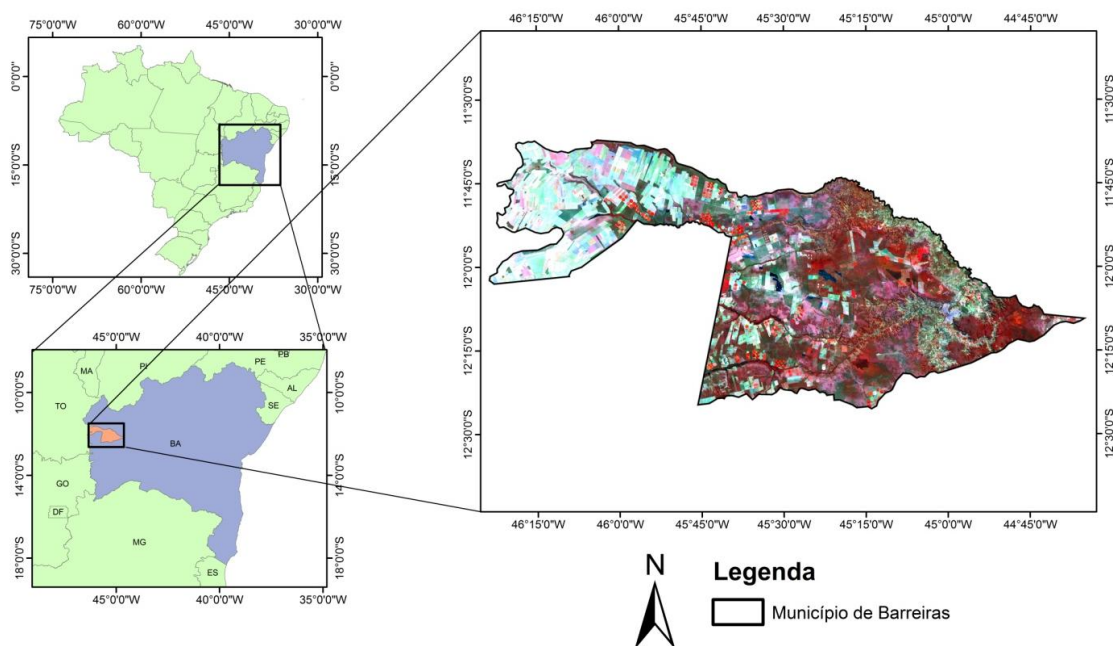 75°0'0"W 60°0'0"W 45°0'0"W 30°0'0"W
0°0'0"
15°0'0"S
30°0'0"S
0°0'0"
15°0'0"S
30°0'0"S
75°0'0"W 60°0'0"W 45°0'0"W 30°0'0"W
45°0'0"W 40°0'0"W 35°0'0"W
10°0'0"S
14°0'0"S
18°0'0"S
MA
PI
PE
PB
AL
SE
TO
BA
GO
DF
MG
ES
10°0'0"S
14°0'0"S
18°0'0"S
45°0'0"W 40°0'0"W 35°0'0"W
46°15'0"W 46°0'0"W 45°45'0"W 45°30'0"W 45°15'0"W 45°0'0"W 44°45'0"W
11°30'0"S
11°45'0"S
12°0'0"S
12°15'0"S
12°30'0"S
11°30'0"S
11°45'0"S
12°0'0"S
12°15'0"S
12°30'0"S
46°15'0"W 46°0'0"W 45°45'0"W 45°30'0"W 45°15'0"W 45°0'0"W 44°45'0"W
N
Legenda
Município de Barreiras